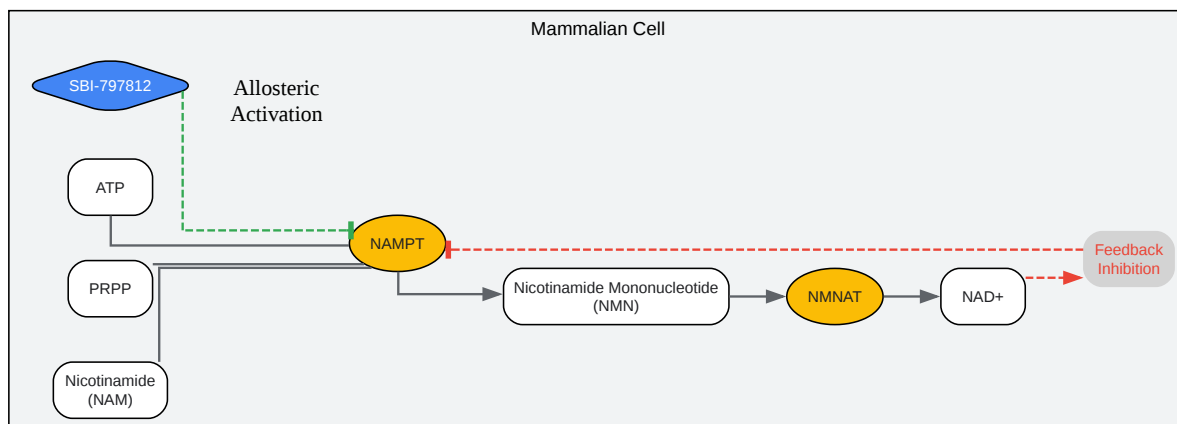 Mammalian Cell
SBI-797812
Allosteric
Activation
ATP
NAMPT
PRPP
Feedback
Inhibition
Nicotinamide Mononucleotide
(NMN)
NMNAT
NAD+
Nicotinamide
(NAM)